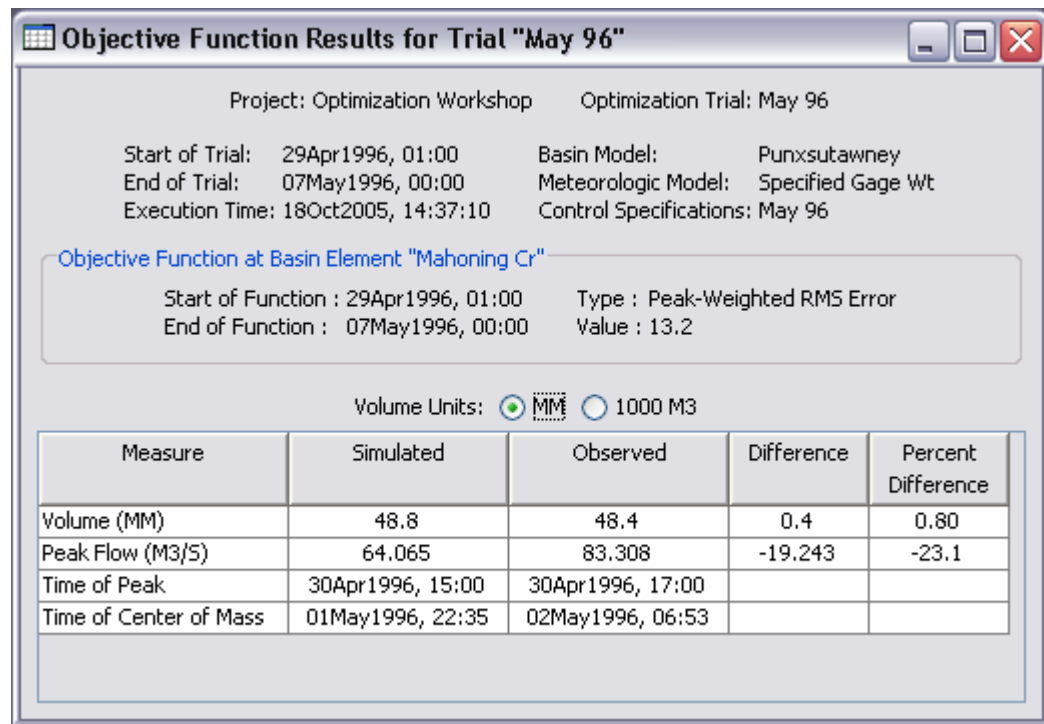 Objective Function Results for Trial "May 96"
Project: Optimization Workshop Optimization Trial: May 96
Start of Trial: 29Apr1996, 01:00 Basin Model: Punxsutawney
End of Trial: 07May1996, 00:00 Meteorologic Model: Specified Gage Wt
Execution Time: 18Oct2005, 14:37:10 Control Specifications: May 96
Objective Function at Basin Element "Mahoning Cr"
Start of Function : 29Apr1996, 01:00 Type : Peak-Weighted RMS Error
End of Function : 07May1996, 00:00 Value : 13.2
Volume Units: MM 1000 M3
Measure Simulated Observed Difference Percent Difference
Volume (MM) 48.8 48.4 0.4 0.80
Peak Flow (M3/S) 64.065 83.308 -19.243 -23.1
Time of Peak 30Apr1996, 15:00 30Apr1996, 17:00
Time of Center of Mass 01May1996, 22:35 02May1996, 06:53